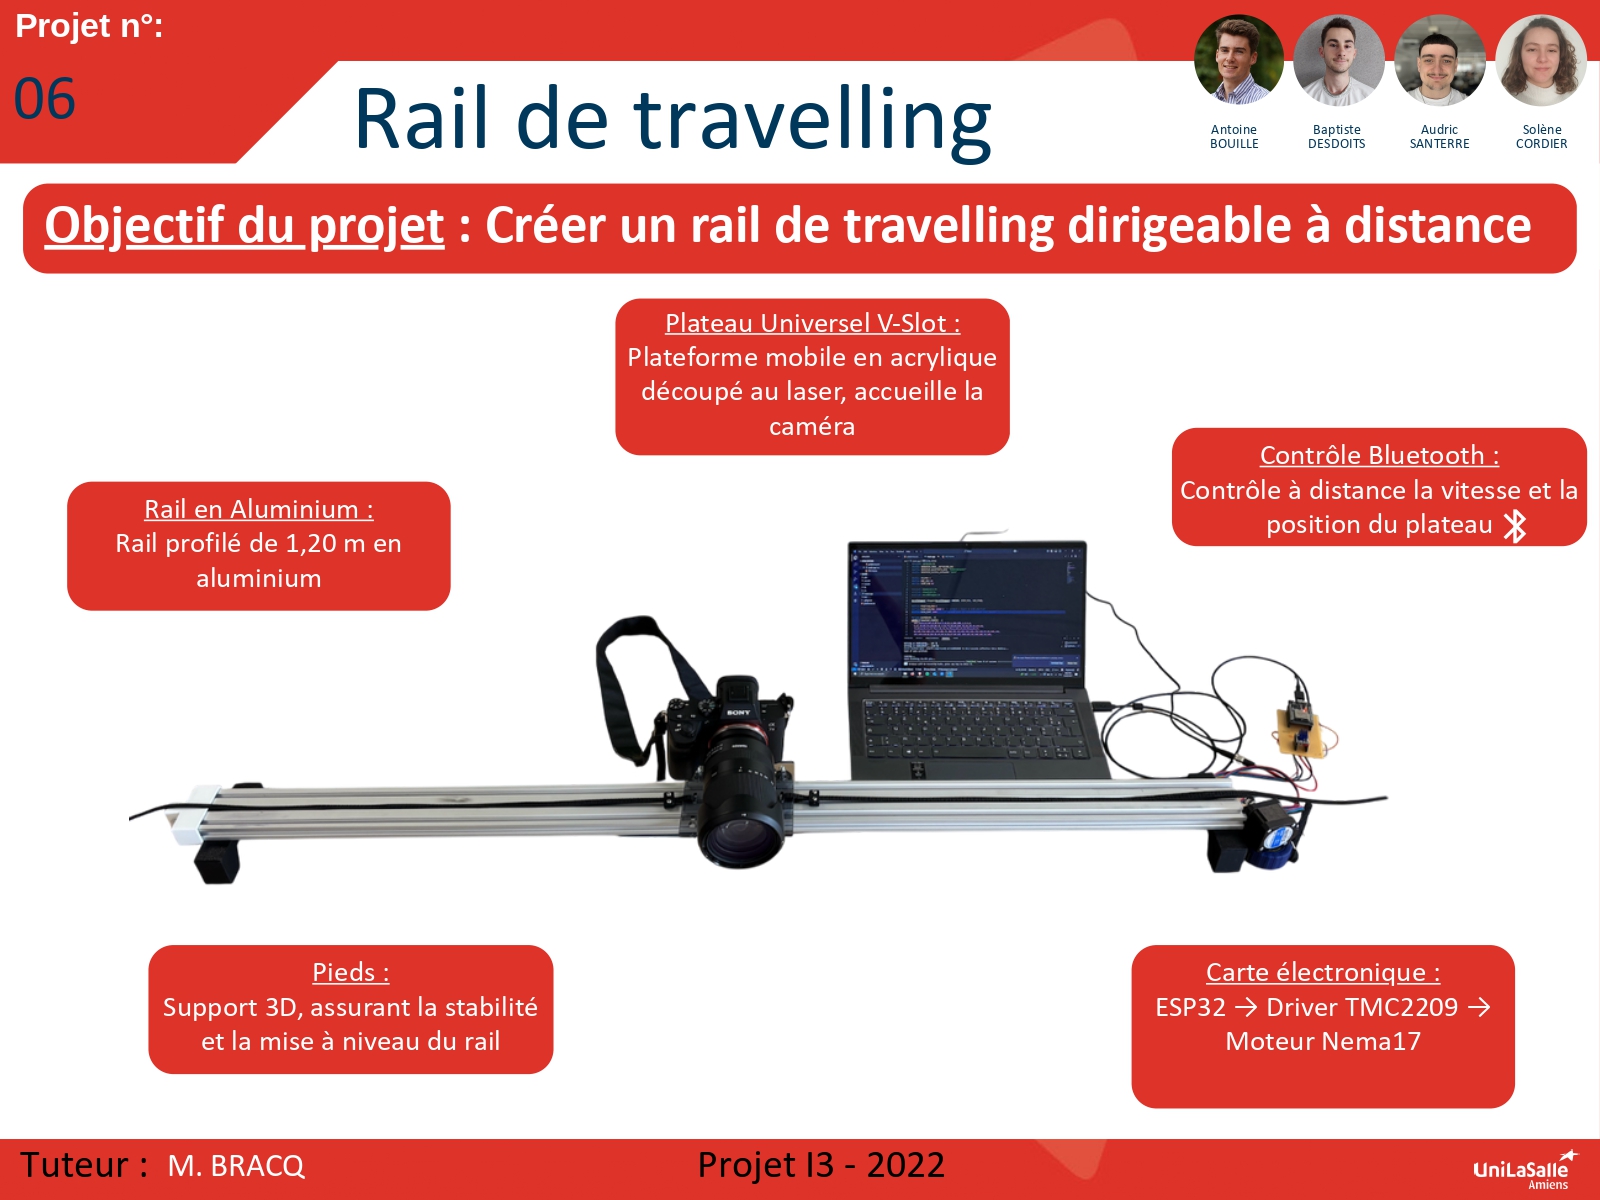 Projet n°:
06
Rail de travelling
Antoine
BOUILLE
Baptiste
DESDOITS
Audric
SANTERRE
Solène
CORDIER
Objectif du projet : Créer un rail de travelling dirigeable à distance
Plateau Universel V-Slot :
Plateforme mobile en acrylique
découpé au laser, accueille la
caméra
Contrôle Bluetooth :
Contrôle à distance la vitesse et la
position du plateau
Rail en Aluminium :
Rail profilé de 1,20 m en
aluminium
SONY
Pieds :
Support 3D, assurant la stabilité
et la mise à niveau du rail
Carte électronique :
ESP32 → Driver TMC2209 →
Moteur Nema17
Tuteur : M. BRACQ
Projet I3 - 2022
UniLaSalle
Amiens